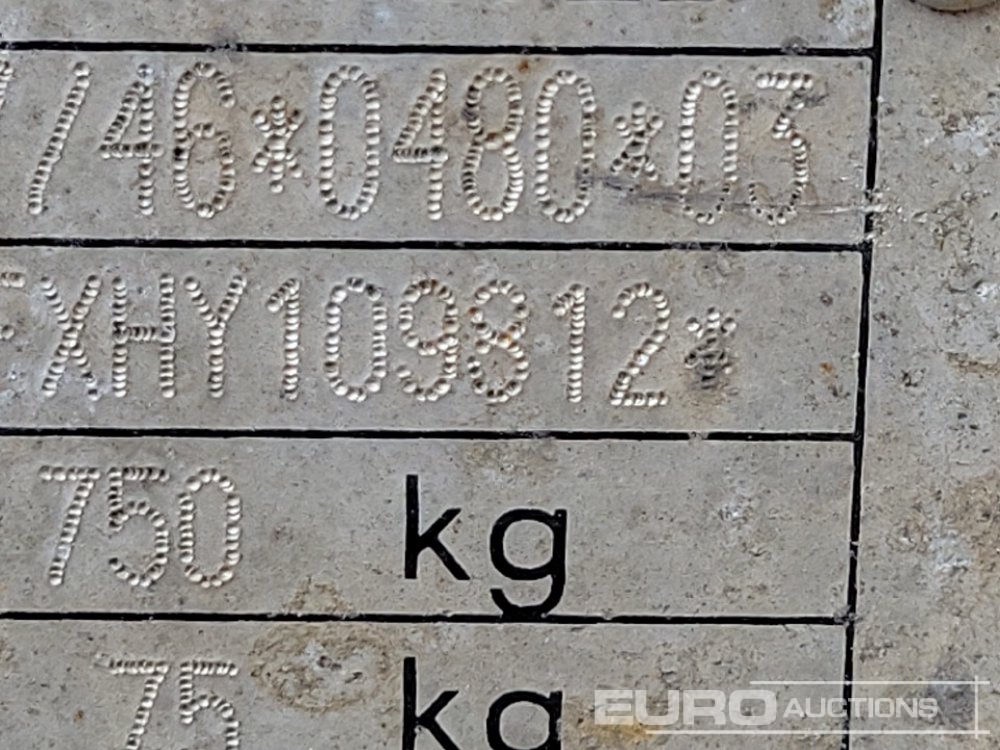 /46*0480*03
XHY109812*
750 kg
75 kg
EURO AUCTIONS